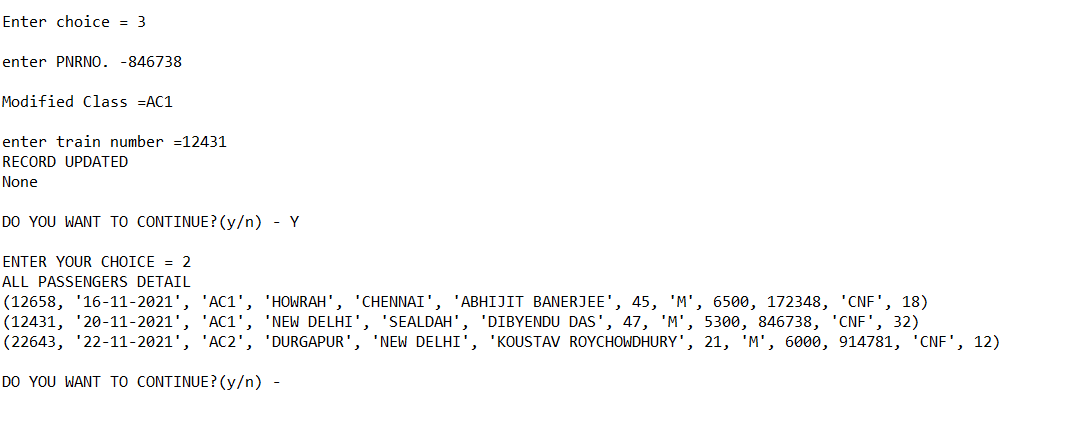 Enter choice = 3
enter PNRNO. -846738
Modified Class =AC1
enter train number =12431
RECORD UPDATED
None
DO YOU WANT TO CONTINUE?(y/n) - Y
ENTER YOUR CHOICE = 2
ALL PASSENGERS DETAIL
(12658, '16-11-2021', 'AC1', 'HOWRAH', 'CHENNAI', 'ABHIJIT BANERJEE', 45, 'M', 6500, 172348, 'CNF', 18)
(12431, '20-11-2021', 'AC1', 'NEW DELHI', 'SEALDAH', 'DIBYENDU DAS', 47, 'M', 5300, 846738, 'CNF', 32)
(22643, '22-11-2021', 'AC2', 'DURGAPUR', 'NEW DELHI', 'KOUSTAV ROYCHOWDHURY', 21, 'M', 6000, 914781, 'CNF', 12)
DO YOU WANT TO CONTINUE?(y/n) -